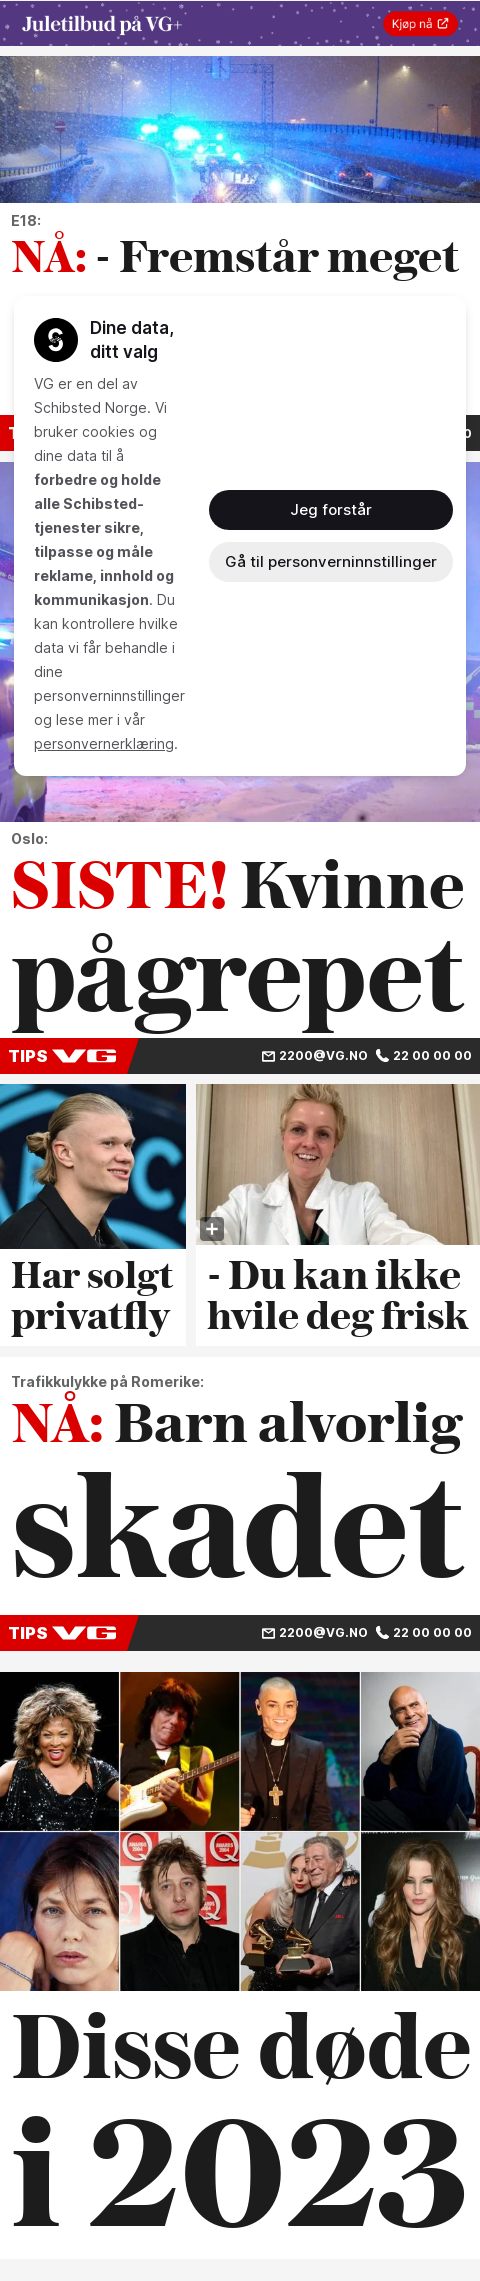 Juletilbud på VG+
Kjøp nå
E18:
NÅ: - Fremstår meget
Dine data,
ditt valg
VG er en del av
Schibsted Norge. Vi
bruker cookies og
dine data til å
forbedre og holde
alle Schibsted-
tjenester sikre,
tilpasse og måle
reklame, innhold og
kommunikasjon. Du
kan kontrollere hvilke
data vi får behandle i
dine
personverninnstillinger
og lese mer i vår
personvernerklæring.
Jeg forstår
Gå til personverninnstillinger
Oslo:
SISTE! Kvinne
pågrepet
TIPS VG 2200@VG.NO 22 00 00 00
Har solgt
privatfly
- Du kan ikke
hvile deg frisk
Trafikkulykke på Romerike:
NÅ: Barn alvorlig
skadet
TIPS VG 2200@VG.NO 22 00 00 00
Disse døde
i 2023